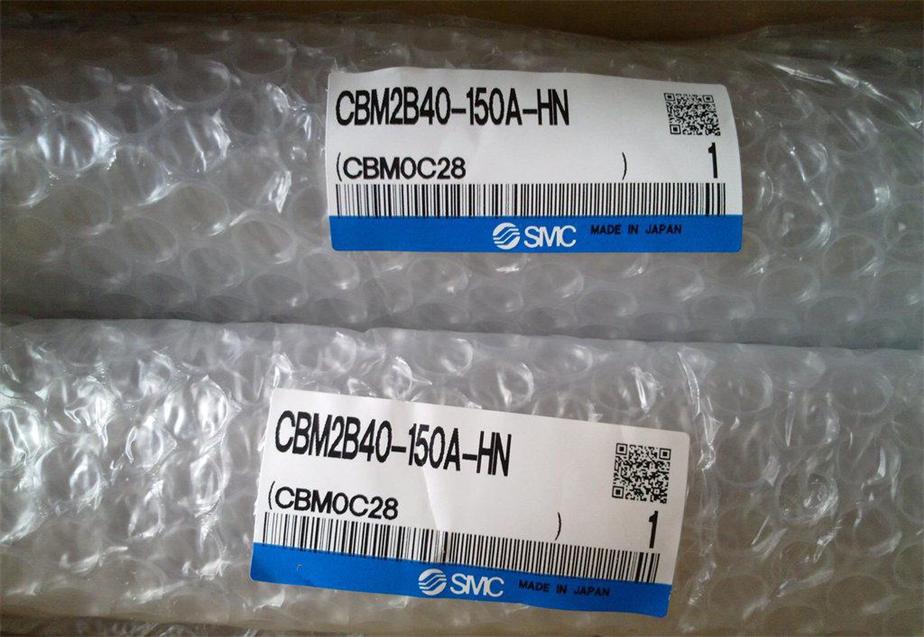 CBM2B40-150A-HN
(CBM0C28 )
1
SMC MADE IN JAPAN
CBM2B40-150A-HN
(CBM0C28 )
1
SMC MADE IN JAPAN